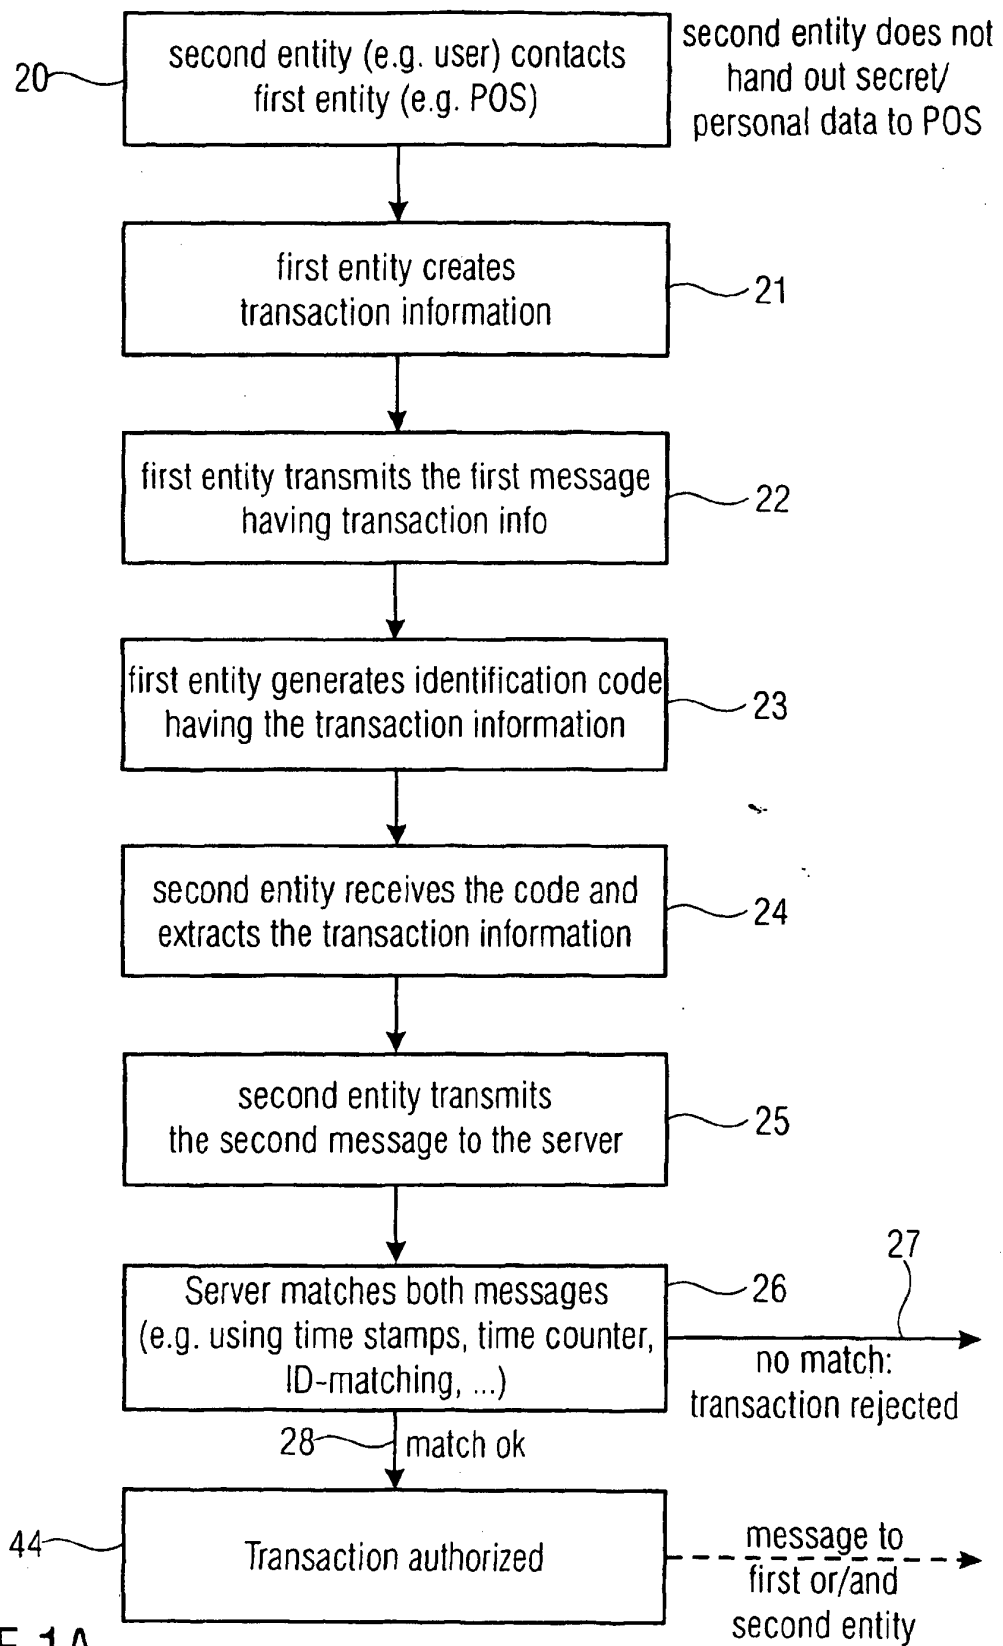 20
second entity (e.g. user) contacts
first entity (e.g. POS)
second entity does not
hand out secret/
personal data to POS
first entity creates
transaction information
21
first entity transmits the first message
having transaction info
22
first entity generates identification code
having the transaction information
23
second entity receives the code and
extracts the transaction information
24
second entity transmits
the second message to the server
25
Server matches both messages
(e.g. using time stamps, time counter,
ID-matching, ...)
26
27
no match:
transaction rejected
28
match ok
44
Transaction authorized
message to
first or/and
second entity
1A